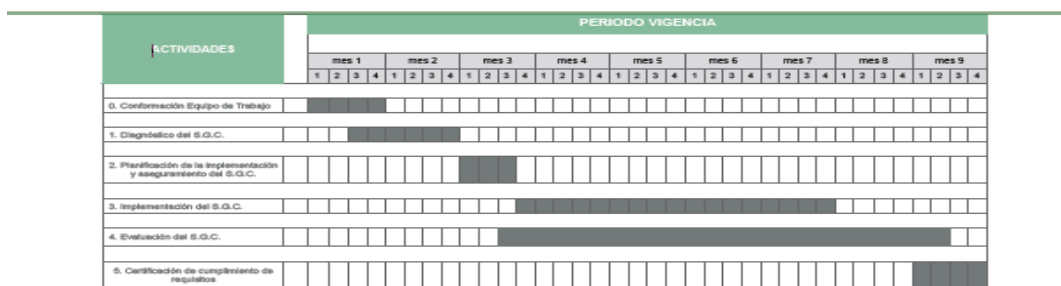 PERIODO VIGENCIA
ACTIVIDADES
mes 1 mes 2 mes 3 mes 4 mes 5 mes 6 mes 7 mes 8 mes 9
1 2 3 4 1 2 3 4 1 2 3 4 1 2 3 4 1 2 3 4 1 2 3 4 1 2 3 4 1 2 3 4 1 2 3 4
0. Conformación Equipo de Trabajo
1. Diagnóstico del S.G.C.
2. Planificación de la implementación
y aseguramiento del S.G.C.
3. Implementación del S.G.C.
4. Evaluación del S.G.C.
5. Certificación de cumplimiento de
requisitos